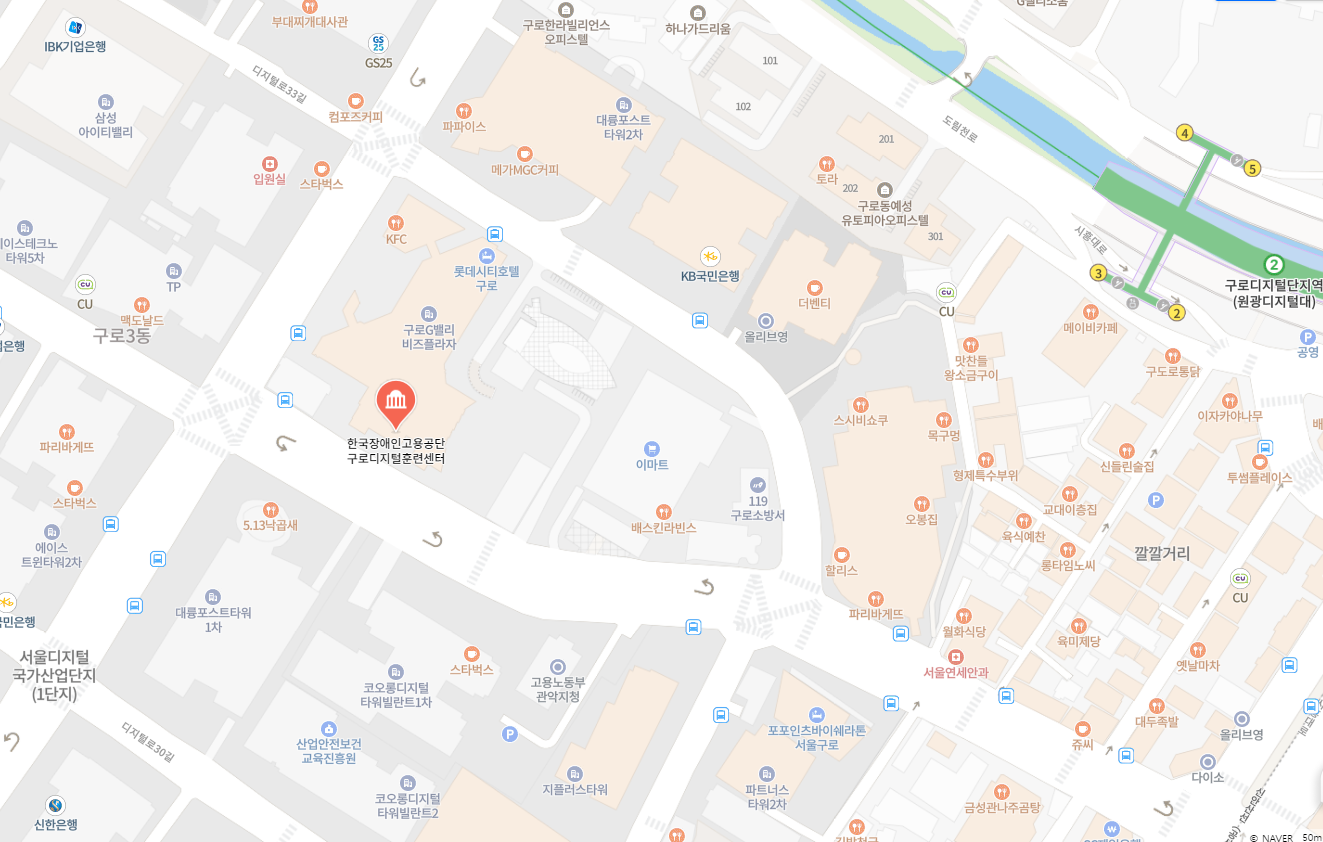 부대찌개대사관
IBK기업은행
GS25
GS
25
구로한라빌리언스
오피스텔
하나가드리움
디지털로33길
삼성
아이티밸리
컴포즈커피
파파이스
대륭포스트
타워2차
101
102
도림천로
201
4
5
입원실
스타벅스
메가MGC커피
토라
202
구로동예성
유토피아오피스텔
301
KFC
시흥대로
에이스테크노
타워5차
TP
CU
맥도날드
구로3동
롯데시티호텔
구로
KB국민은행
더벤티
올리브영
CU
3
2
2
구로디지털단지역
(원광디지털대)
구로G밸리
비즈플라자
메이비카페
공영
맛찬들
왕소금구이
구도로통닭
한국장애인고용공단
구로디지털훈련센터
파리바게뜨
이마트
스시비쇼쿠
목구멍
이자카야나무
형제특수부위
신들린술집
투썸플레이스
스타벅스
5.13낙곱새
119
구로소방서
배스킨라빈스
오봉집
교대이층집
육식예찬
에이스
트윈타워2차
롱타임노씨
깔깔거리
할리스
CU
대륭포스트타워
1차
파리바게뜨
월화식당
육미제당
서울디지털
국가산업단지
(1단지)
스타벅스
고용노동부
관악지청
서울연세안과
옛날마차
코오롱디지털
타워빌란트1차
대두족발
디지털로30길
산업안전보건
교육진흥원
포포인츠바이쉐라톤
서울구로
쥬씨
올리브영
지플러스타워
파트너스
타워2차
다이소
코오롱디지털
타워빌란트2
금성관나주곰탕
신한은행
© NAVER 50m